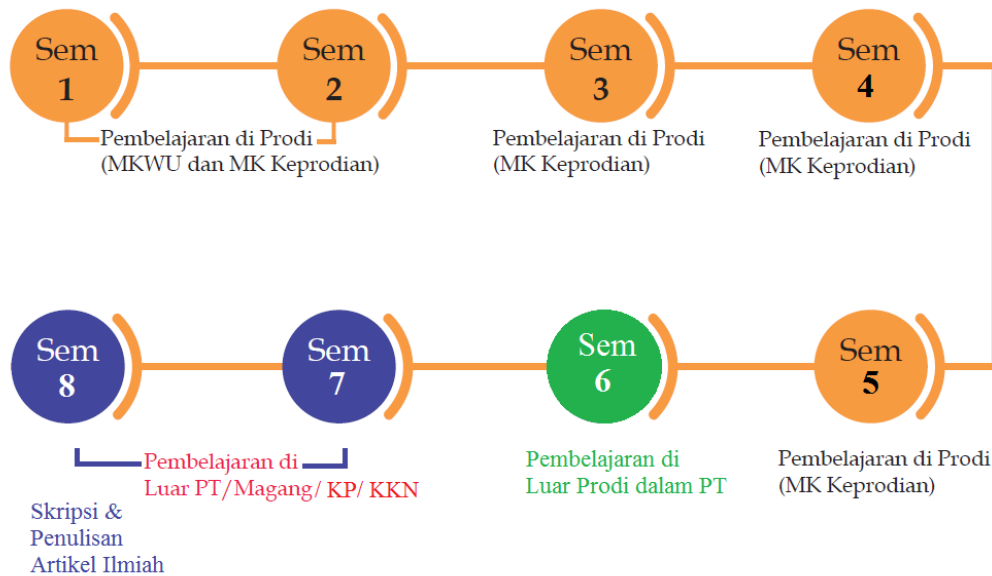 Sem
1
Sem
2
Sem
3
Sem
4
Pembelajaran di Prodi
(MKWU dan MK Keprodian)
Pembelajaran di Prodi
(MK Keprodian)
Pembelajaran di Prodi
(MK Keprodian)
Sem
8
Sem
7
Sem
6
Sem
5
Pembelajaran di
Luar PT/Magang/ KP/ KKN
Pembelajaran di
Luar Prodi dalam PT
Pembelajaran di Prodi
(MK Keprodian)
Skripsi &
Penulisan
Artikel Ilmiah